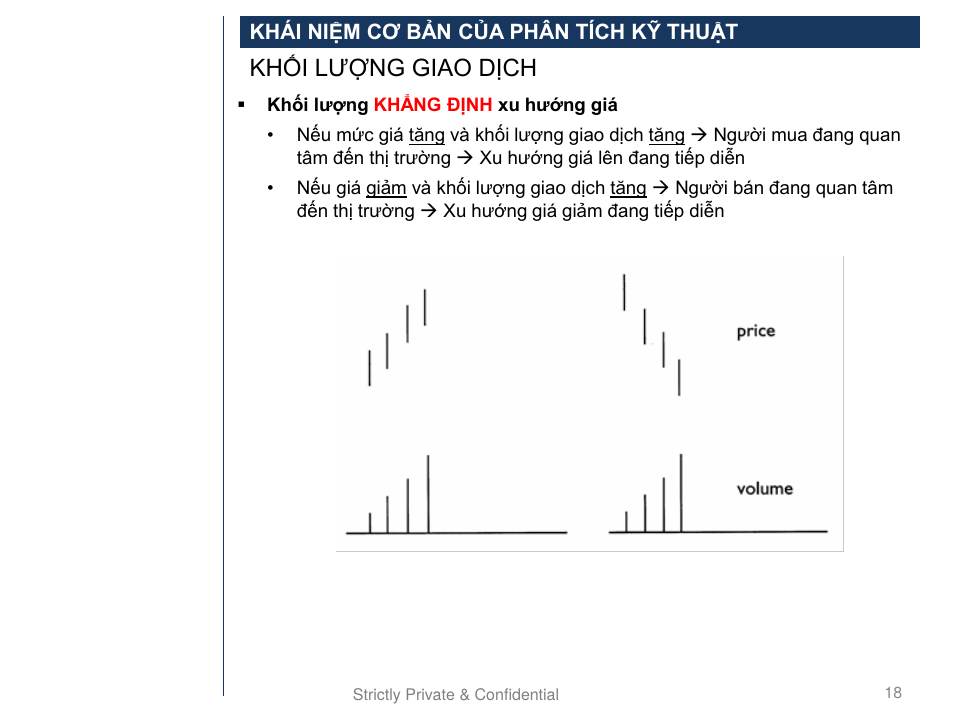 KHÁI NIỆM CƠ BẢN CỦA PHÂN TÍCH KỸ THUẬT
KHỐI LƯỢNG GIAO DỊCH
▪ Khối lượng KHẲNG ĐỊNH xu hướng giá
• Nếu mức giá tăng và khối lượng giao dịch tăng → Người mua đang quan
tâm đến thị trường → Xu hướng giá lên đang tiếp diễn
• Nếu giá giảm và khối lượng giao dịch tăng → Người bán đang quan tâm
đến thị trường → Xu hướng giá giảm đang tiếp diễn
price
volume
Strictly Private & Confidential
18